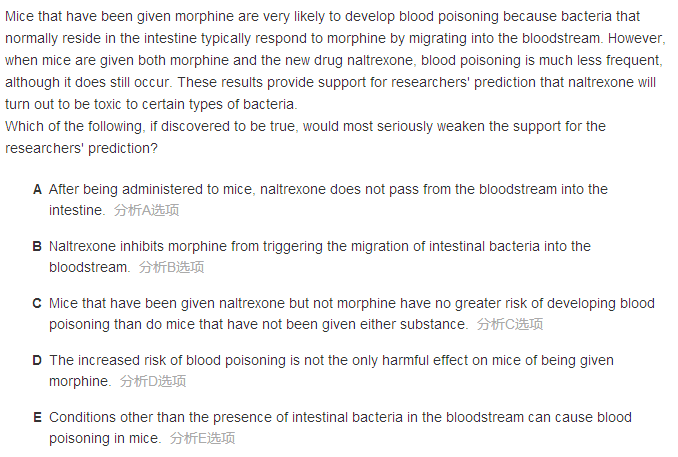 Mice that have been given morphine are very likely to develop blood poisoning because bacteria that
normally reside in the intestine typically respond to morphine by migrating into the bloodstream. However,
when mice are given both morphine and the new drug naltrexone, blood poisoning is much less frequent,
although it does still occur. These results provide support for researchers' prediction that naltrexone will
turn out to be toxic to certain types of bacteria.
Which of the following, if discovered to be true, would most seriously weaken the support for the
researchers' prediction?
A After being administered to mice, naltrexone does not pass from the bloodstream into the
intestine. 分析A选项
B Naltrexone inhibits morphine from triggering the migration of intestinal bacteria into the
bloodstream. 分析B选项
C Mice that have been given naltrexone but not morphine have no greater risk of developing blood
poisoning than do mice that have not been given either substance. 分析C选项
D The increased risk of blood poisoning is not the only harmful effect on mice of being given
morphine. 分析D选项
E Conditions other than the presence of intestinal bacteria in the bloodstream can cause blood
poisoning in mice. 分析E选项